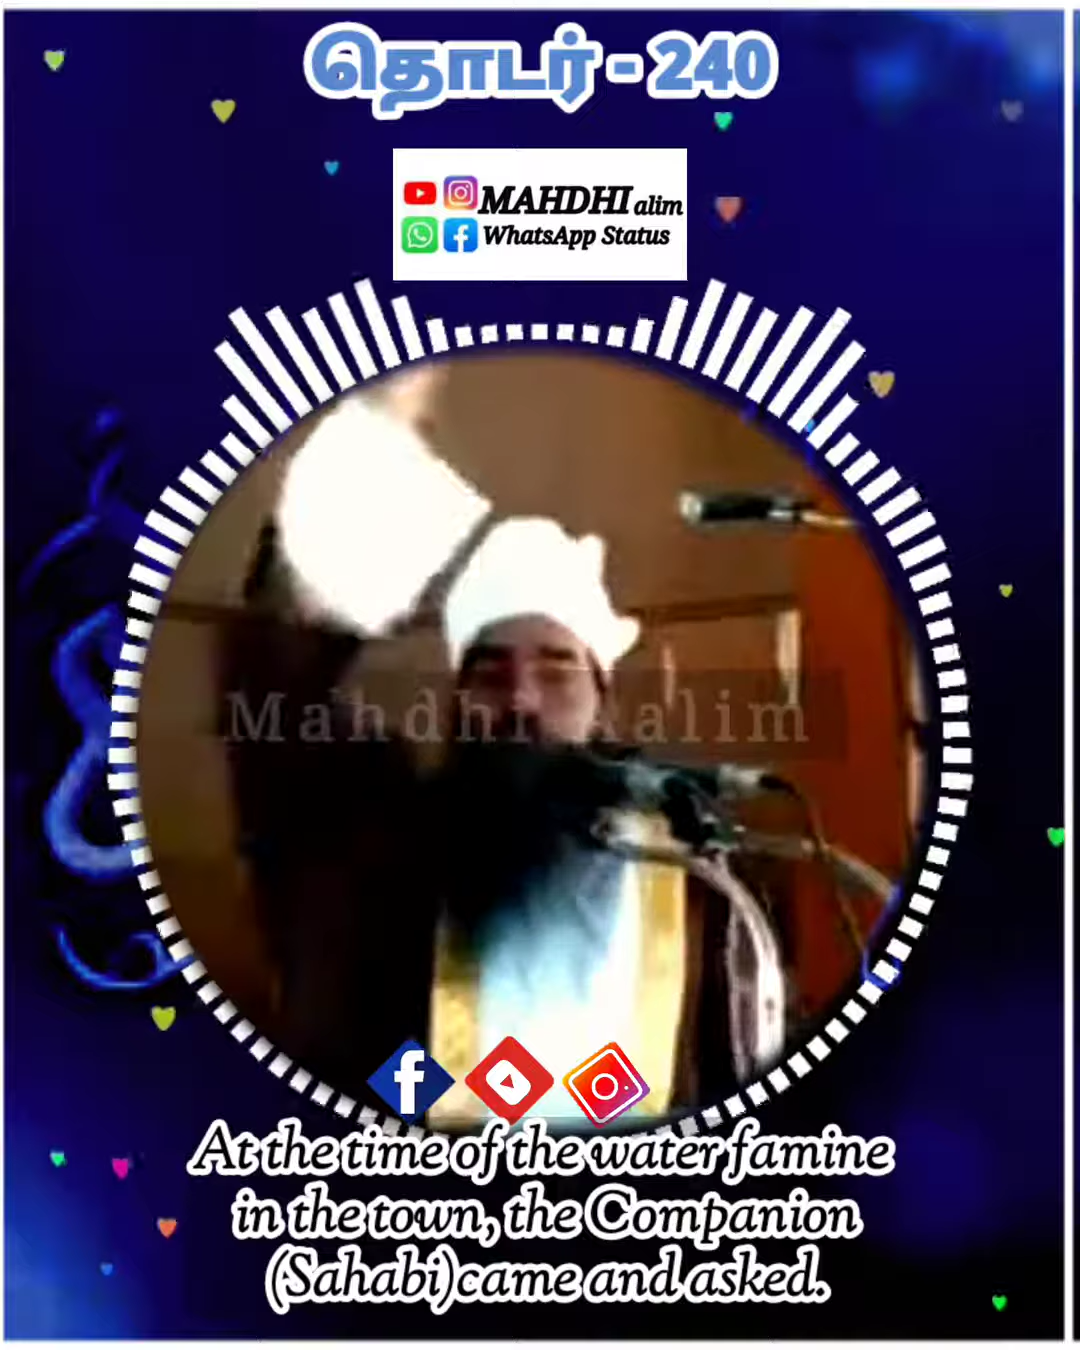 தொடர் - 240
MAHDHI alim
WhatsApp Status
Mahdhi Aalim
At the time of the water famine
in the town, the Companion
(Sahabi)came and asked.